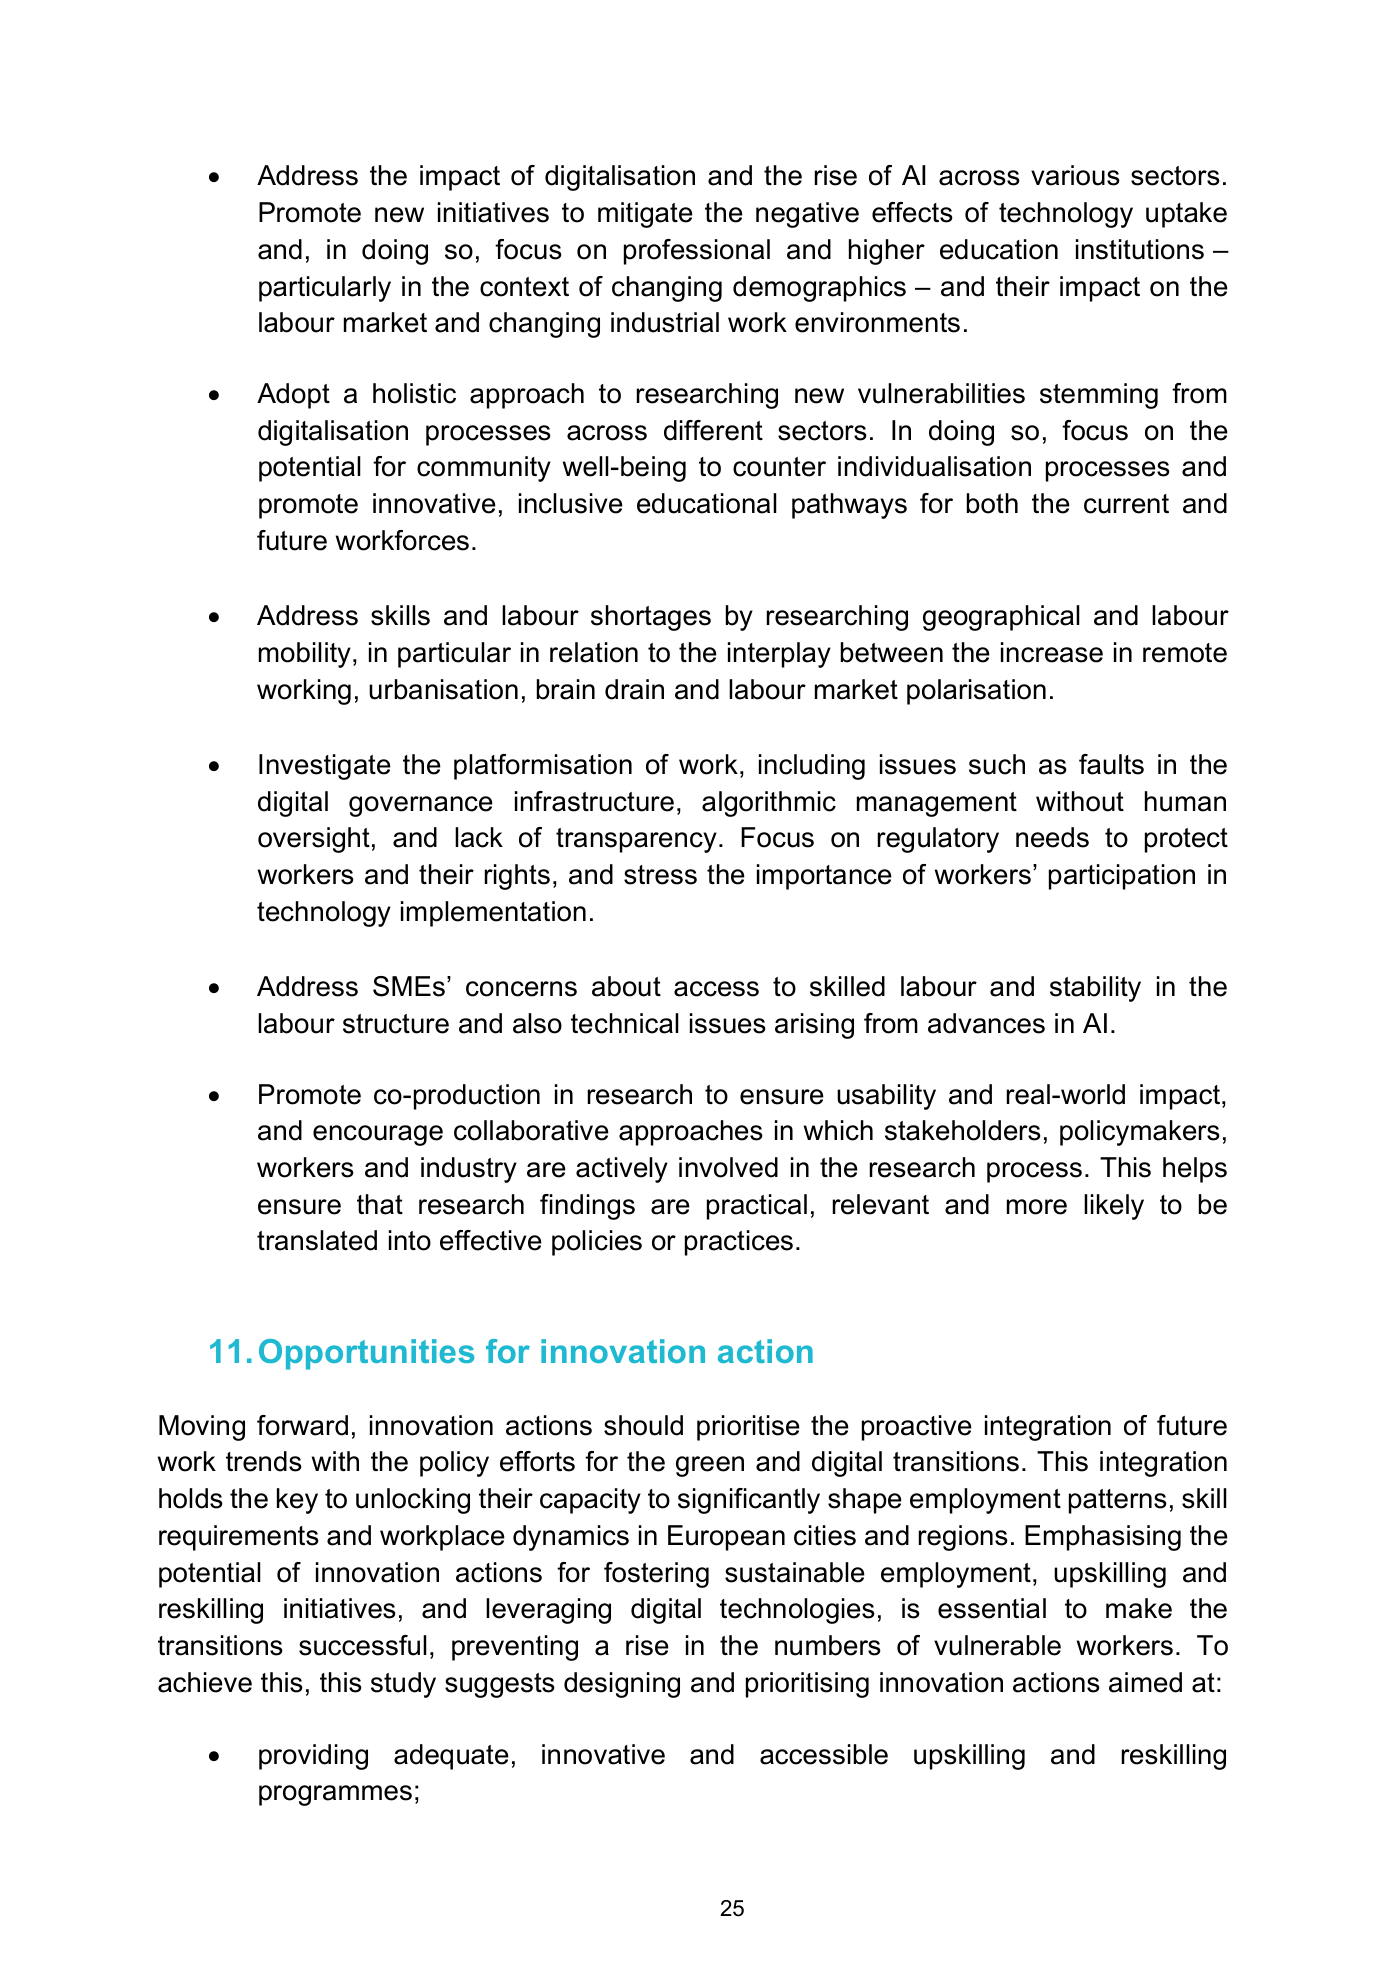 • Address the impact of digitalisation and the rise of AI across various sectors.
Promote new initiatives to mitigate the negative effects of technology uptake
and, in doing so, focus on professional and higher education institutions –
particularly in the context of changing demographics – and their impact on the
labour market and changing industrial work environments.
• Adopt a holistic approach to researching new vulnerabilities stemming from
digitalisation processes across different sectors. In doing so, focus on the
potential for community well-being to counter individualisation processes and
promote innovative, inclusive educational pathways for both the current and
future workforces.
• Address skills and labour shortages by researching geographical and labour
mobility, in particular in relation to the interplay between the increase in remote
working, urbanisation, brain drain and labour market polarisation.
• Investigate the platformisation of work, including issues such as faults in the
digital governance infrastructure, algorithmic management without human
oversight, and lack of transparency. Focus on regulatory needs to protect
workers and their rights, and stress the importance of workers’ participation in
technology implementation.
• Address SMEs’ concerns about access to skilled labour and stability in the
labour structure and also technical issues arising from advances in AI.
• Promote co-production in research to ensure usability and real-world impact,
and encourage collaborative approaches in which stakeholders, policymakers,
workers and industry are actively involved in the research process. This helps
ensure that research findings are practical, relevant and more likely to be
translated into effective policies or practices.
11. Opportunities for innovation action
Moving forward, innovation actions should prioritise the proactive integration of future
work trends with the policy efforts for the green and digital transitions. This integration
holds the key to unlocking their capacity to significantly shape employment patterns, skill
requirements and workplace dynamics in European cities and regions. Emphasising the
potential of innovation actions for fostering sustainable employment, upskilling and
reskilling initiatives, and leveraging digital technologies, is essential to make the
transitions successful, preventing a rise in the numbers of vulnerable workers. To
achieve this, this study suggests designing and prioritising innovation actions aimed at:
• providing adequate, innovative and accessible upskilling and reskilling
programmes;
25